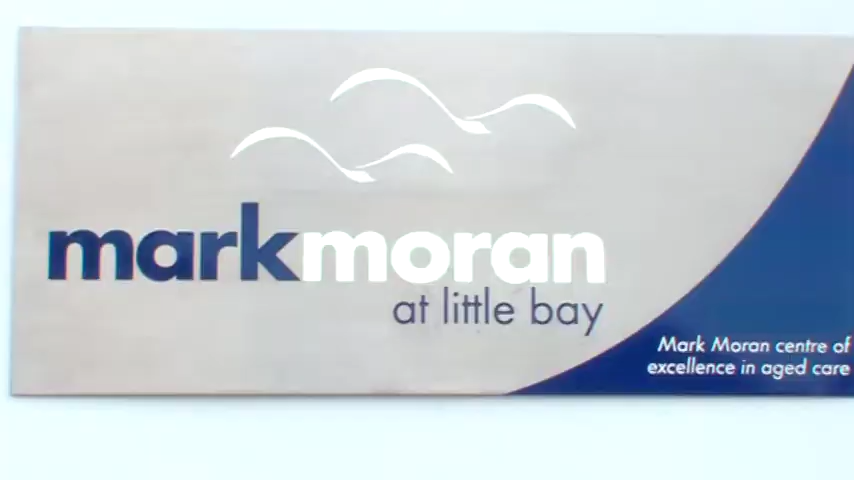 markmoran
at little bay
Mark Moran centre of
excellence in aged care